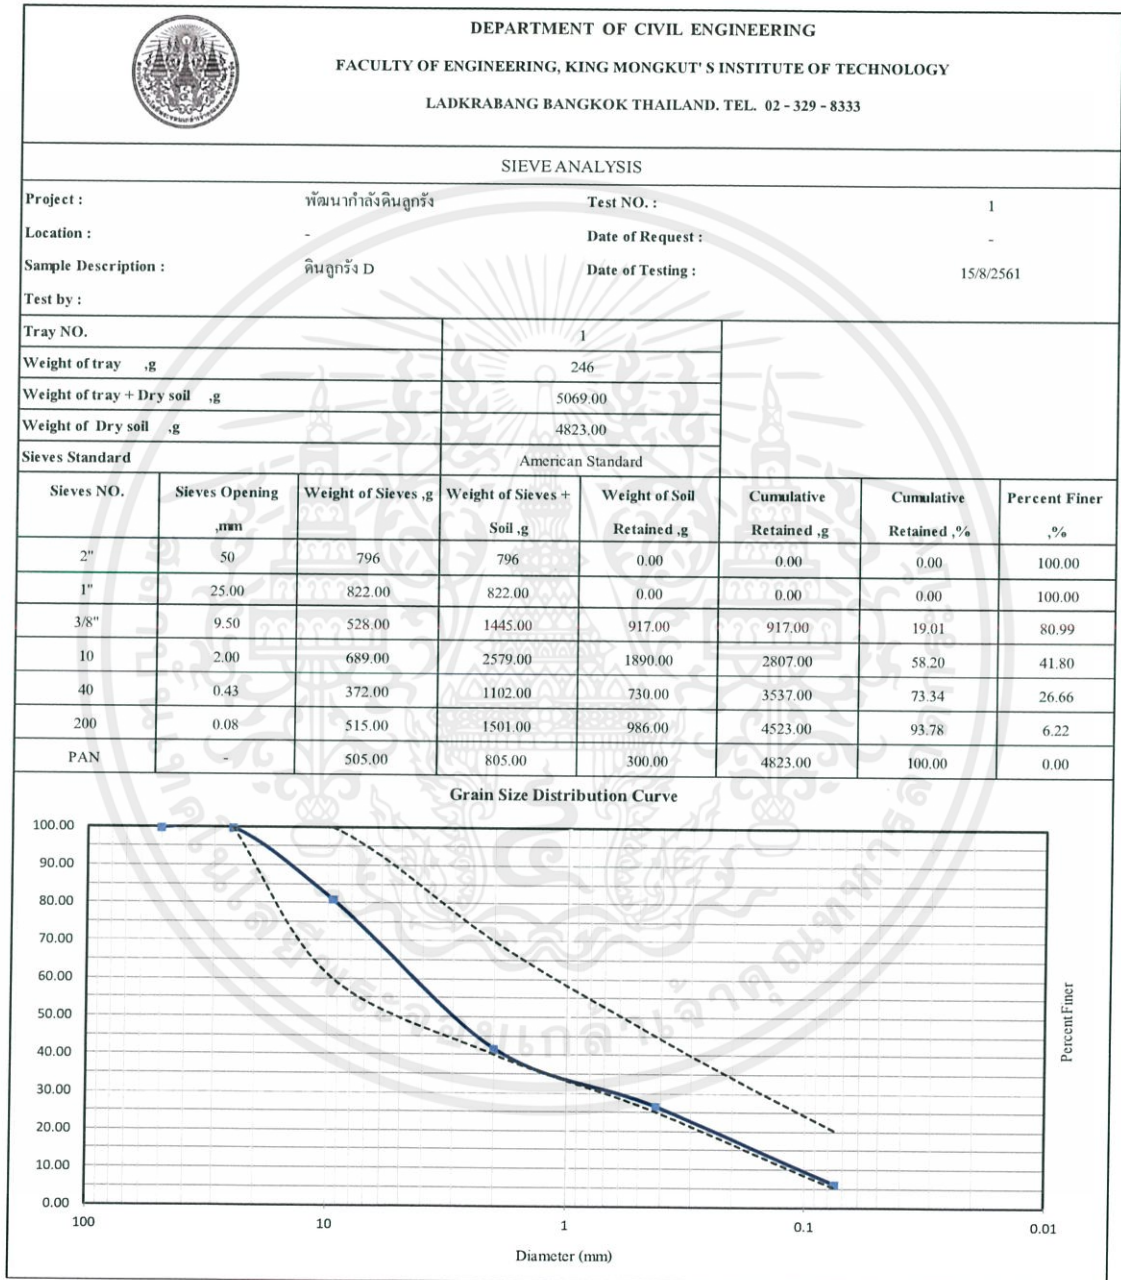 DEPARTMENT OF CIVIL ENGINEERING
FACULTY OF ENGINEERING, KING MONGKUT' S INSTITUTE OF TECHNOLOGY
LADKRABANG BANGKOK THAILAND. TEL. 02 - 329 - 8333
SIEVE ANALYSIS
Project : พัฒนากำลังดินลูกรัง Test NO. : 1
Location : - Date of Request : -
Sample Description : ดินลูกรัง D Date of Testing : 15/8/2561
Test by :
Tray NO. 1
Weight of tray ,g 246
Weight of tray + Dry soil ,g 5069.00
Weight of Dry soil ,g 4823.00
Sieves Standard American Standard
Sieves NO. Sieves Opening Weight of Sieves ,g Weight of Sieves + Weight of Soil Cumulative Cumulative Percent Finer
,mm Soil ,g Retained ,g Retained ,g Retained ,% ,%
2" 50 796 796 0.00 0.00 0.00 100.00
1" 25.00 822.00 822.00 0.00 0.00 0.00 100.00
3/8" 9.50 528.00 1445.00 917.00 917.00 19.01 80.99
10 2.00 689.00 2579.00 1890.00 2807.00 58.20 41.80
40 0.43 372.00 1102.00 730.00 3537.00 73.34 26.66
200 0.08 515.00 1501.00 986.00 4523.00 93.78 6.22
PAN - 505.00 805.00 300.00 4823.00 100.00 0.00
Grain Size Distribution Curve
100.00
90.00
80.00
70.00
60.00
50.00
40.00
30.00
20.00
10.00
0.00
100 10 1 0.1 0.01
Diameter (mm)
Percent Finer